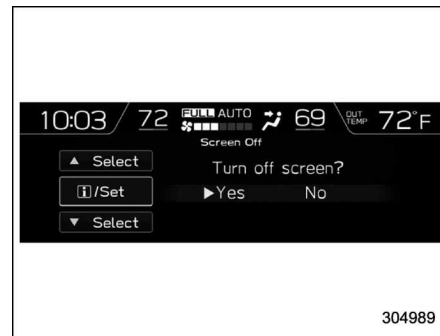 10:03 72 FULL AUTO 69 OUT TEMP 72°F
Screen Off
▲ Select
Turn off screen?
i/Set
▶Yes No
▼ Select
304989